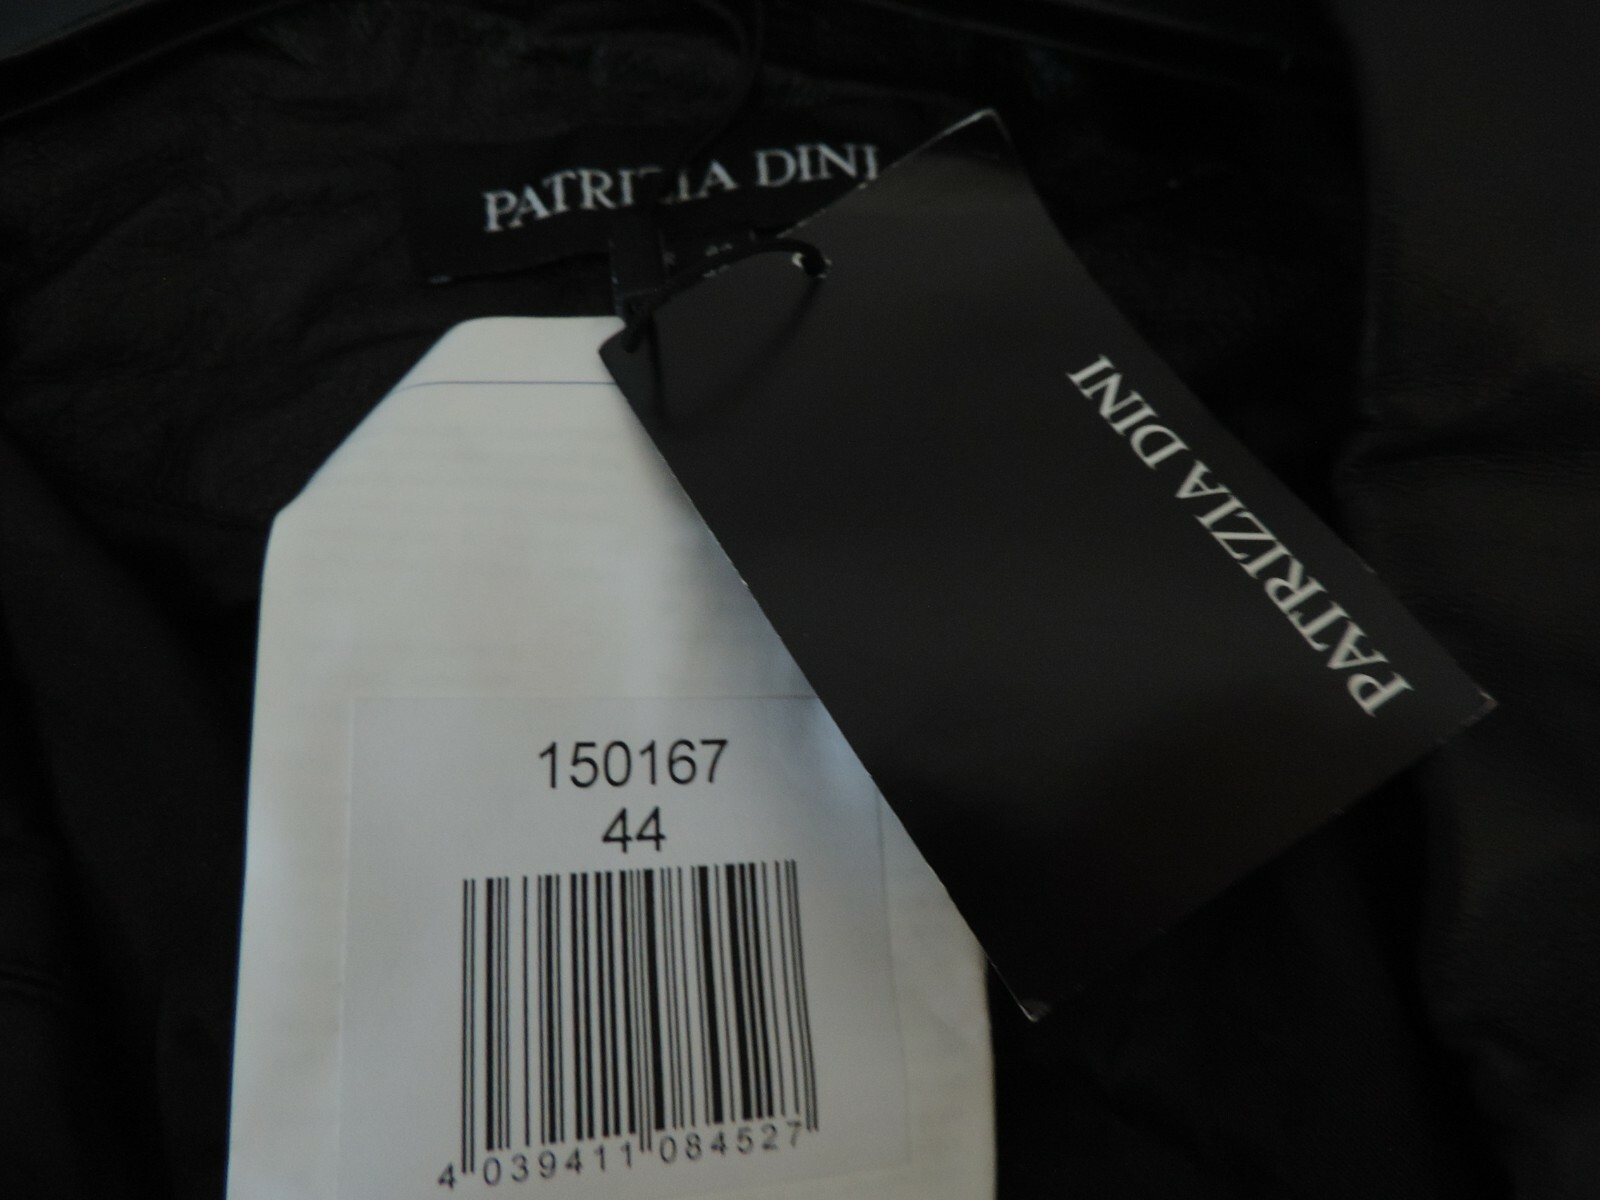 PATRIZIA DINI
PATRIZIA DINI
150167
44
4 039411 084527